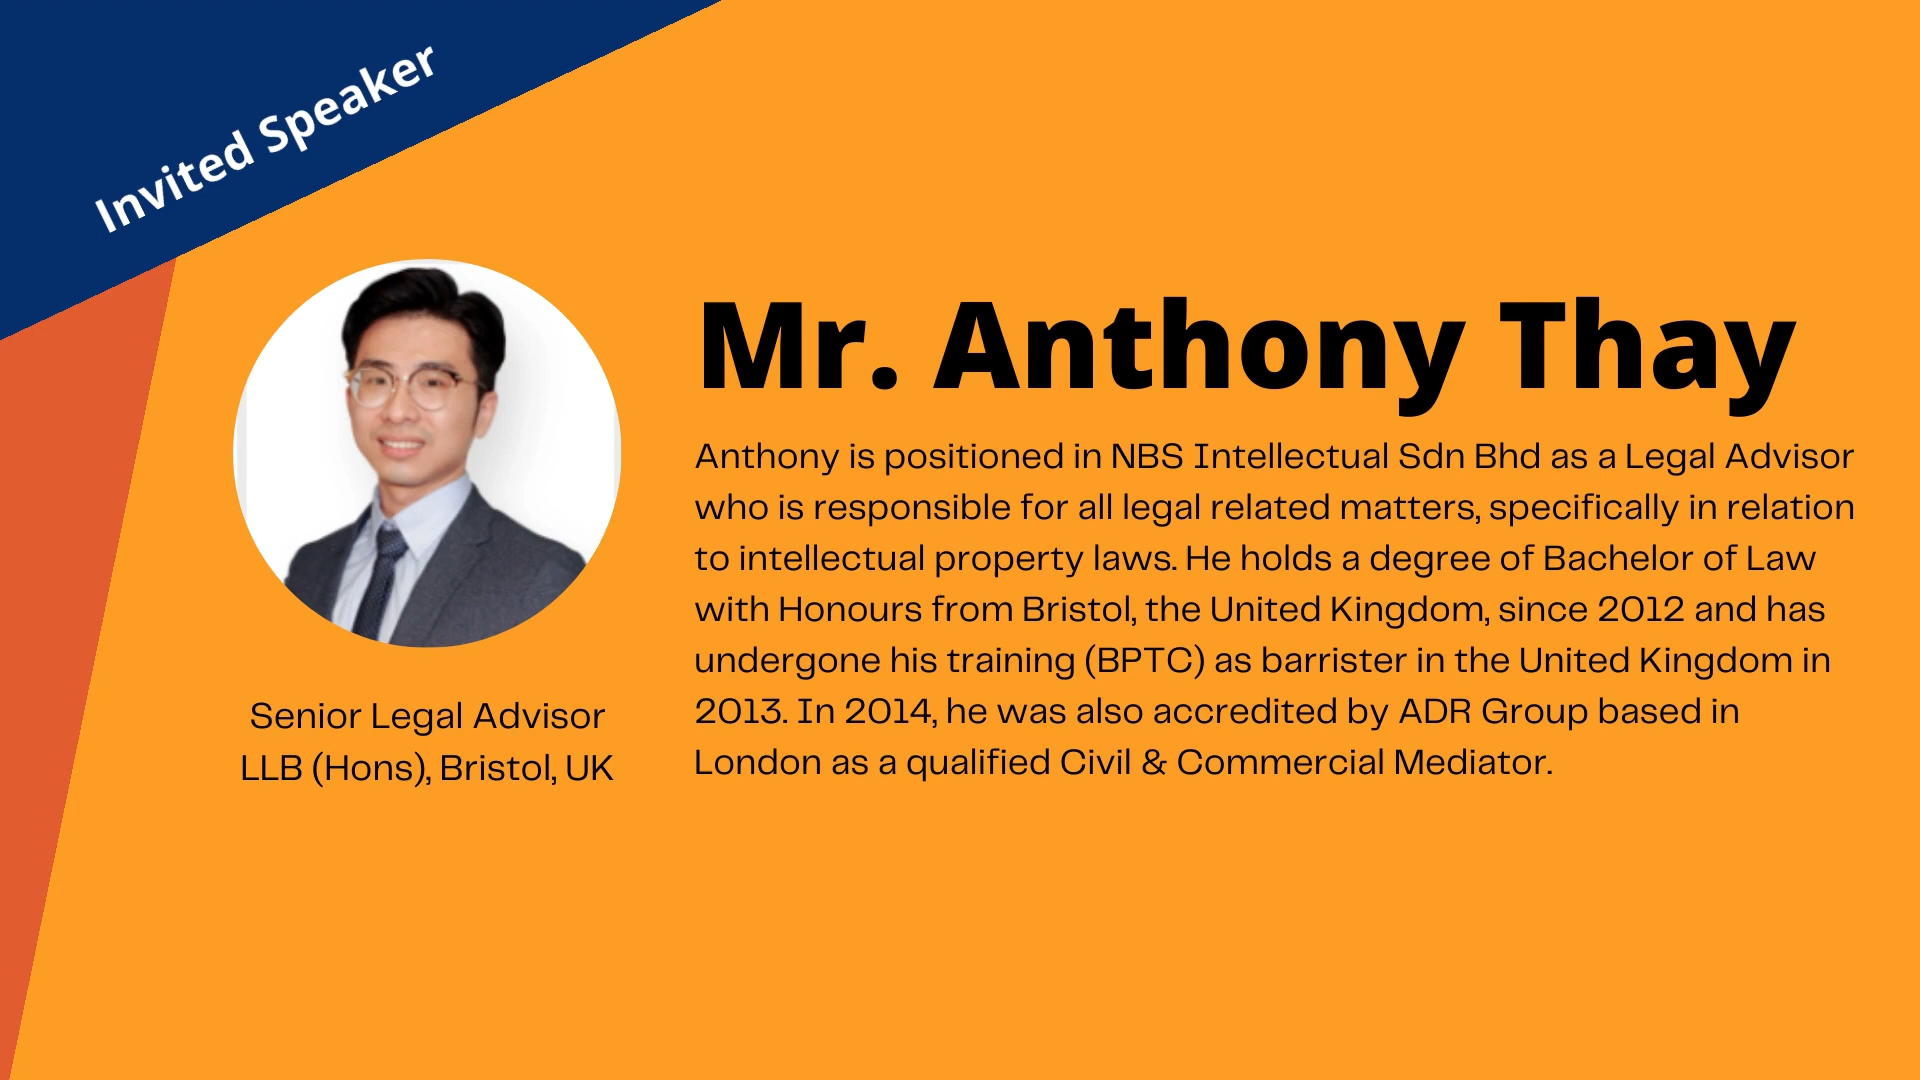 Invited Speaker
Mr. Anthony Thay
Anthony is positioned in NBS Intellectual Sdn Bhd as a Legal Advisor
who is responsible for all legal related matters, specifically in relation
to intellectual property laws. He holds a degree of Bachelor of Law
with Honours from Bristol, the United Kingdom, since 2012 and has
undergone his training (BPTC) as barrister in the United Kingdom in
2013. In 2014, he was also accredited by ADR Group based in
London as a qualified Civil & Commercial Mediator.
Senior Legal Advisor
LLB (Hons), Bristol, UK